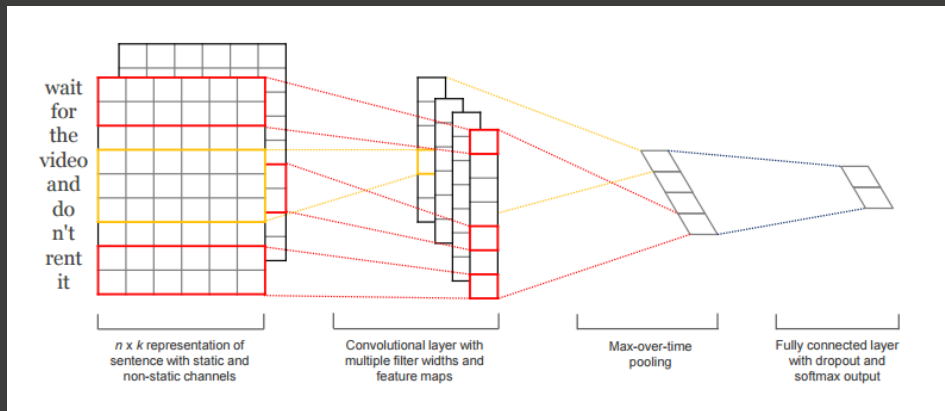 wait
for
the
video
and
do
n't
rent
it
n x k representation of
sentence with static and
non-static channels
Convolutional layer with
multiple filter widths and
feature maps
Max-over-time
pooling
Fully connected layer
with dropout and
softmax output